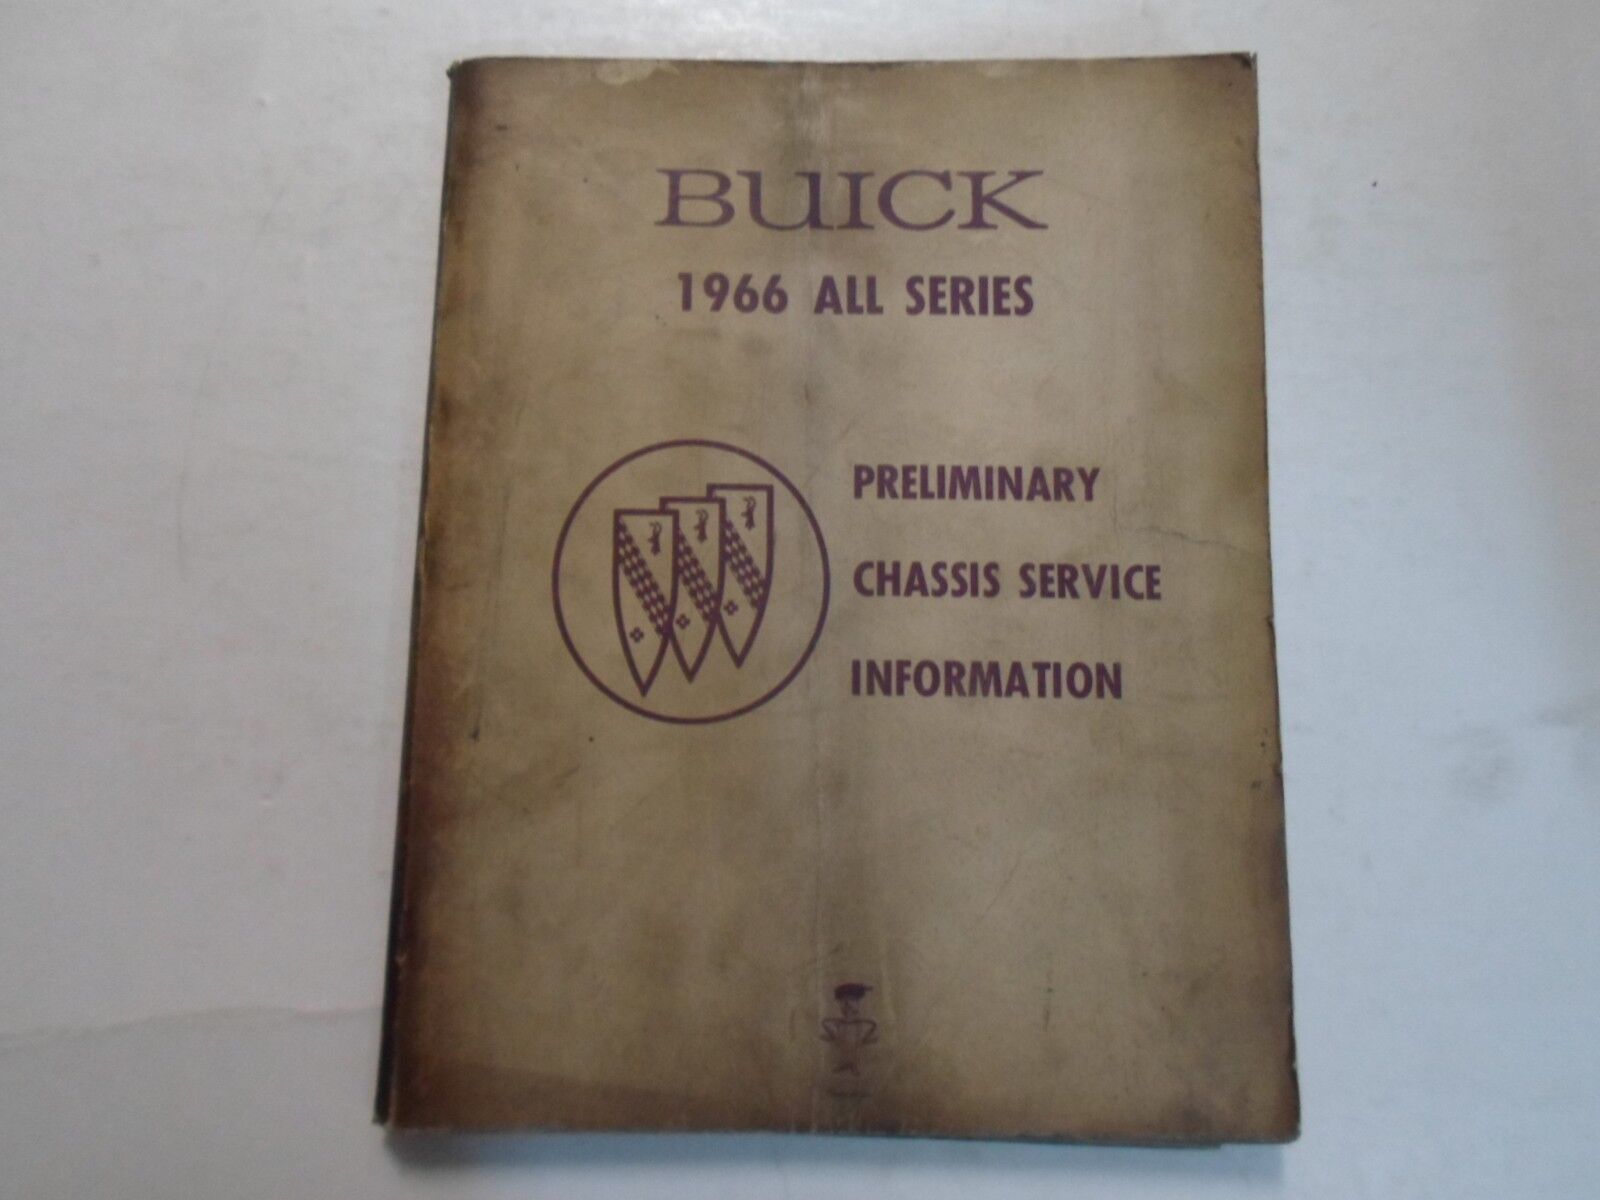 BUICK
1966 ALL SERIES
PRELIMINARY
CHASSIS SERVICE
INFORMATION